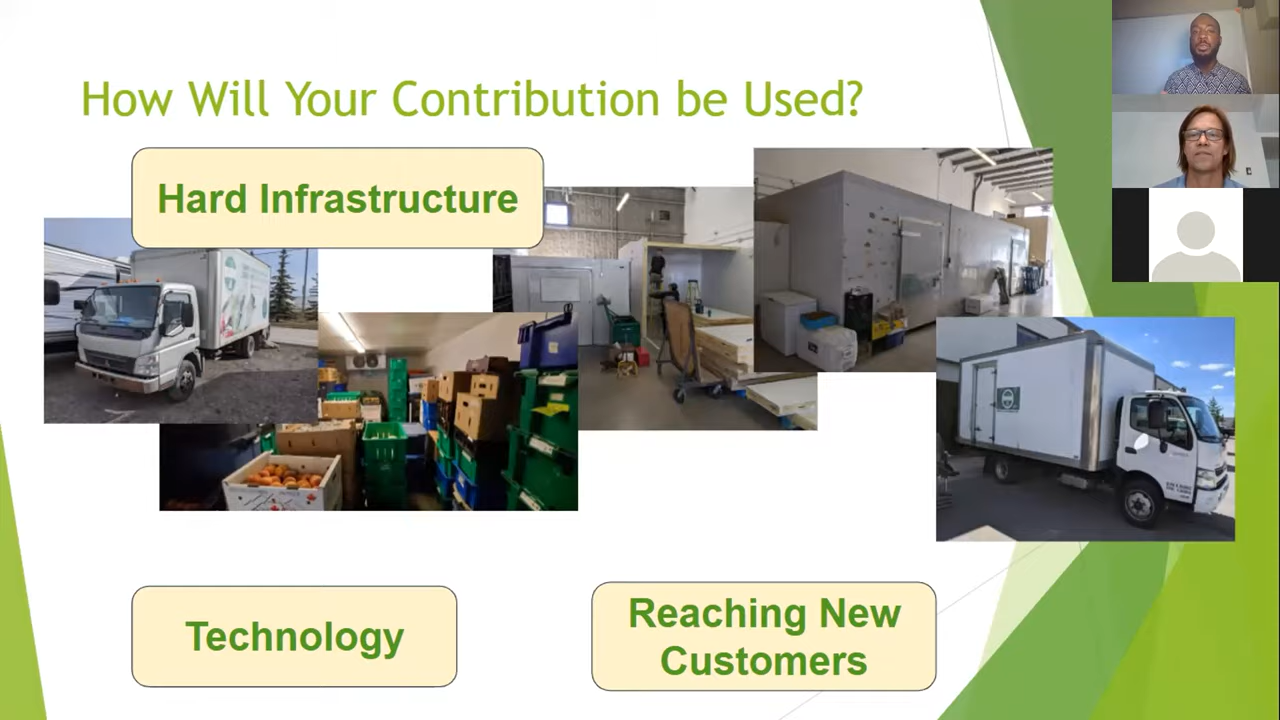 How Will Your Contribution be Used?
Hard Infrastructure
Technology
Reaching New
Customers